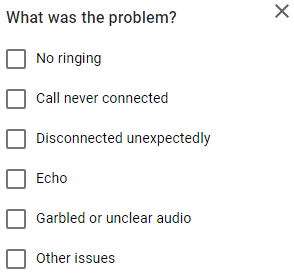 What was the problem?
No ringing
Call never connected
Disconnected unexpectedly
Echo
Garbled or unclear audio
Other issues